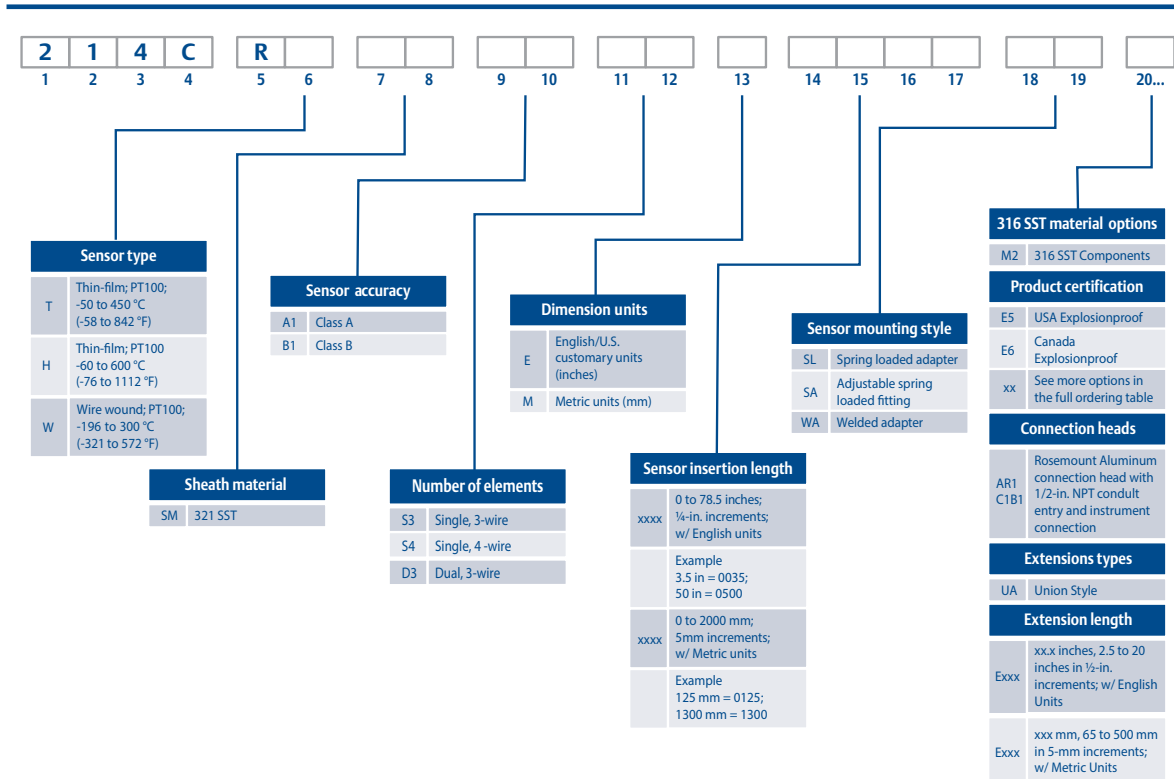 2 1 4 C R
1 2 3 4 5 6 7 8 9 10 11 12 13 14 15 16 17 18 19 20...
Sensor type
T
Thin-film; PT100;
-50 to 450 °C
(-58 to 842 °F)
H
Thin-film; PT100
-60 to 600 °C
(-76 to 1112 °F)
W
Wire wound; PT100;
-196 to 300 °C
(-321 to 572 °F)
Sheath material
SM 321 SST
Sensor accuracy
A1 Class A
B1 Class B
Number of elements
S3 Single, 3-wire
S4 Single, 4 -wire
D3 Dual, 3-wire
Dimension units
E
English/U.S.
customary units
(inches)
M Metric units (mm)
Sensor insertion length
xxxx
0 to 78.5 inches;
¼-in. increments;
w/ English units
Example
3.5 in = 0035;
50 in = 0500
xxxx
0 to 2000 mm;
5mm increments;
w/ Metric units
Example
125 mm = 0125;
1300 mm = 1300
Sensor mounting style
SL Spring loaded adapter
SA
Adjustable spring
loaded fitting
WA Welded adapter
316 SST material options
M2 316 SST Components
Product certification
E5 USA Explosionproof
E6
Canada
Explosionproof
xx
See more options in
the full ordering table
Connection heads
AR1
C1B1
Rosemount Aluminum
connection head with
1/2-in. NPT condult
entry and instrument
connection
Extensions types
UA Union Style
Extension length
Exxx
xx.x inches, 2.5 to 20
inches in ½-in.
increments; w/ English
Units
Exxx
xxx mm, 65 to 500 mm
in 5-mm increments;
w/ Metric Units